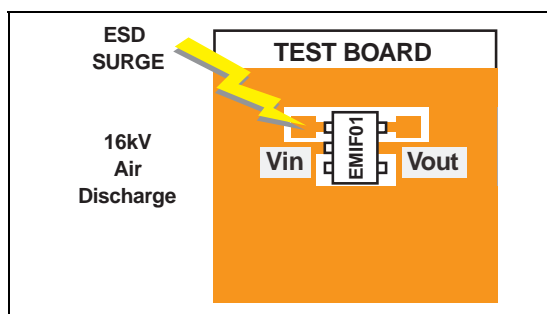 ESD
SURGE
TEST BOARD
16kV
Air
Discharge
Vin
EMIF01
Vout